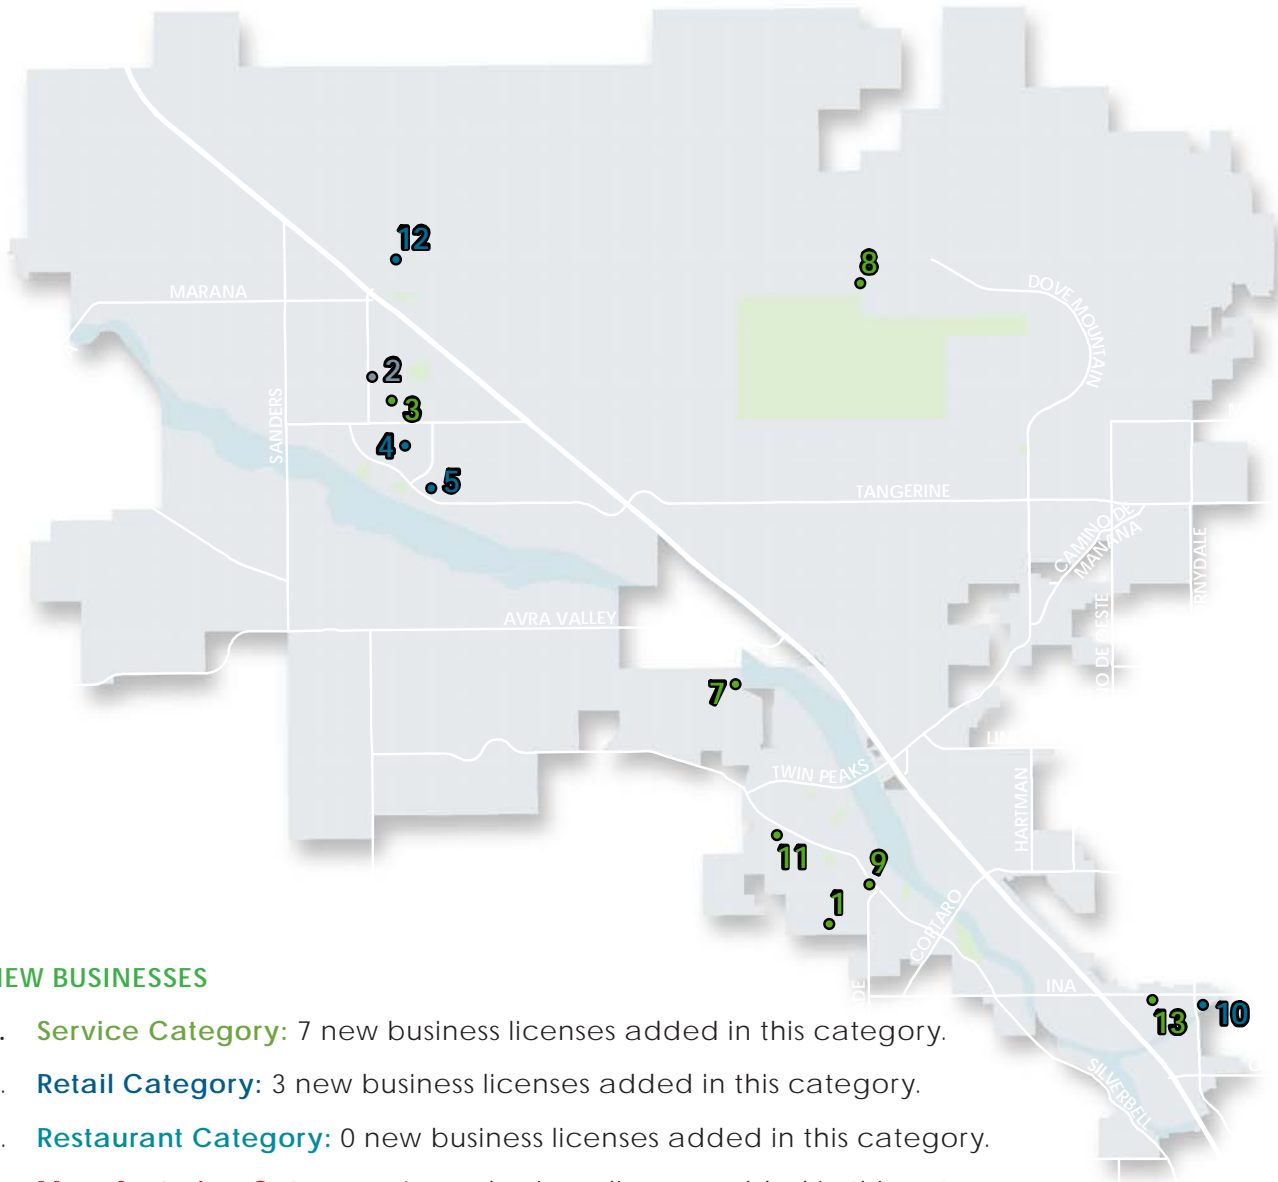 12
8
MARANA
DOVE MOUNTAIN
2
3
SANDERS
4
5
TANGERINE
CAMINO DE
MANANA
AVRA VALLEY
7
TWIN PEAKS
HARTMAN
11
9
1
CORTARO
INA
13
10
SILVERBELL
NEW BUSINESSES
Service Category: 7 new business licenses added in this category.
Retail Category: 3 new business licenses added in this category.
Restaurant Category: 0 new business licenses added in this category.